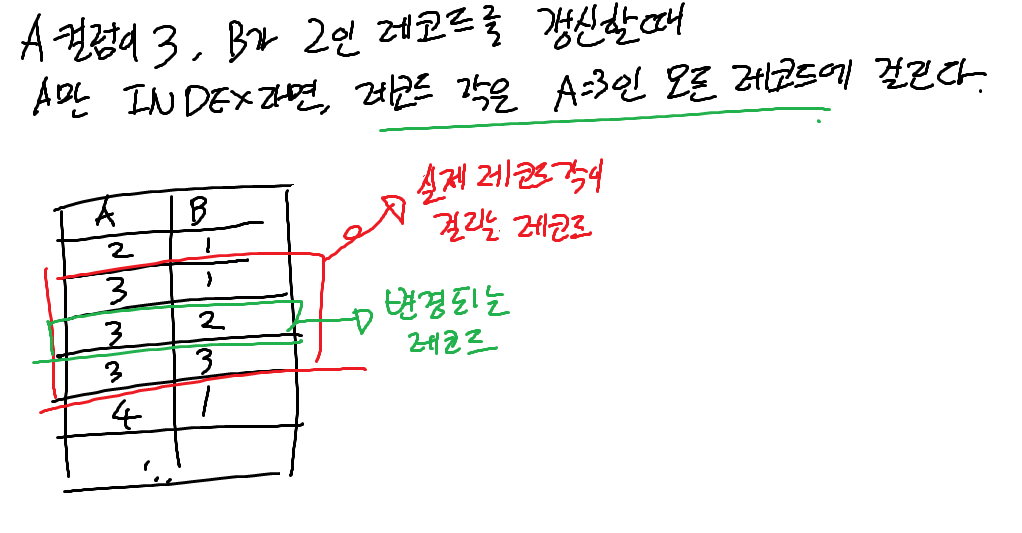 A컬럼이 3, B가 2인 레코드를 갱신할때
A만 INDEX라면, 레코드 락은 A=3인 모든 레코드에 걸린다.
실제 레코드락이
걸리는 레코드
A B
2 1
3 1
3 2
변경되는
레코드
3 3
4 1